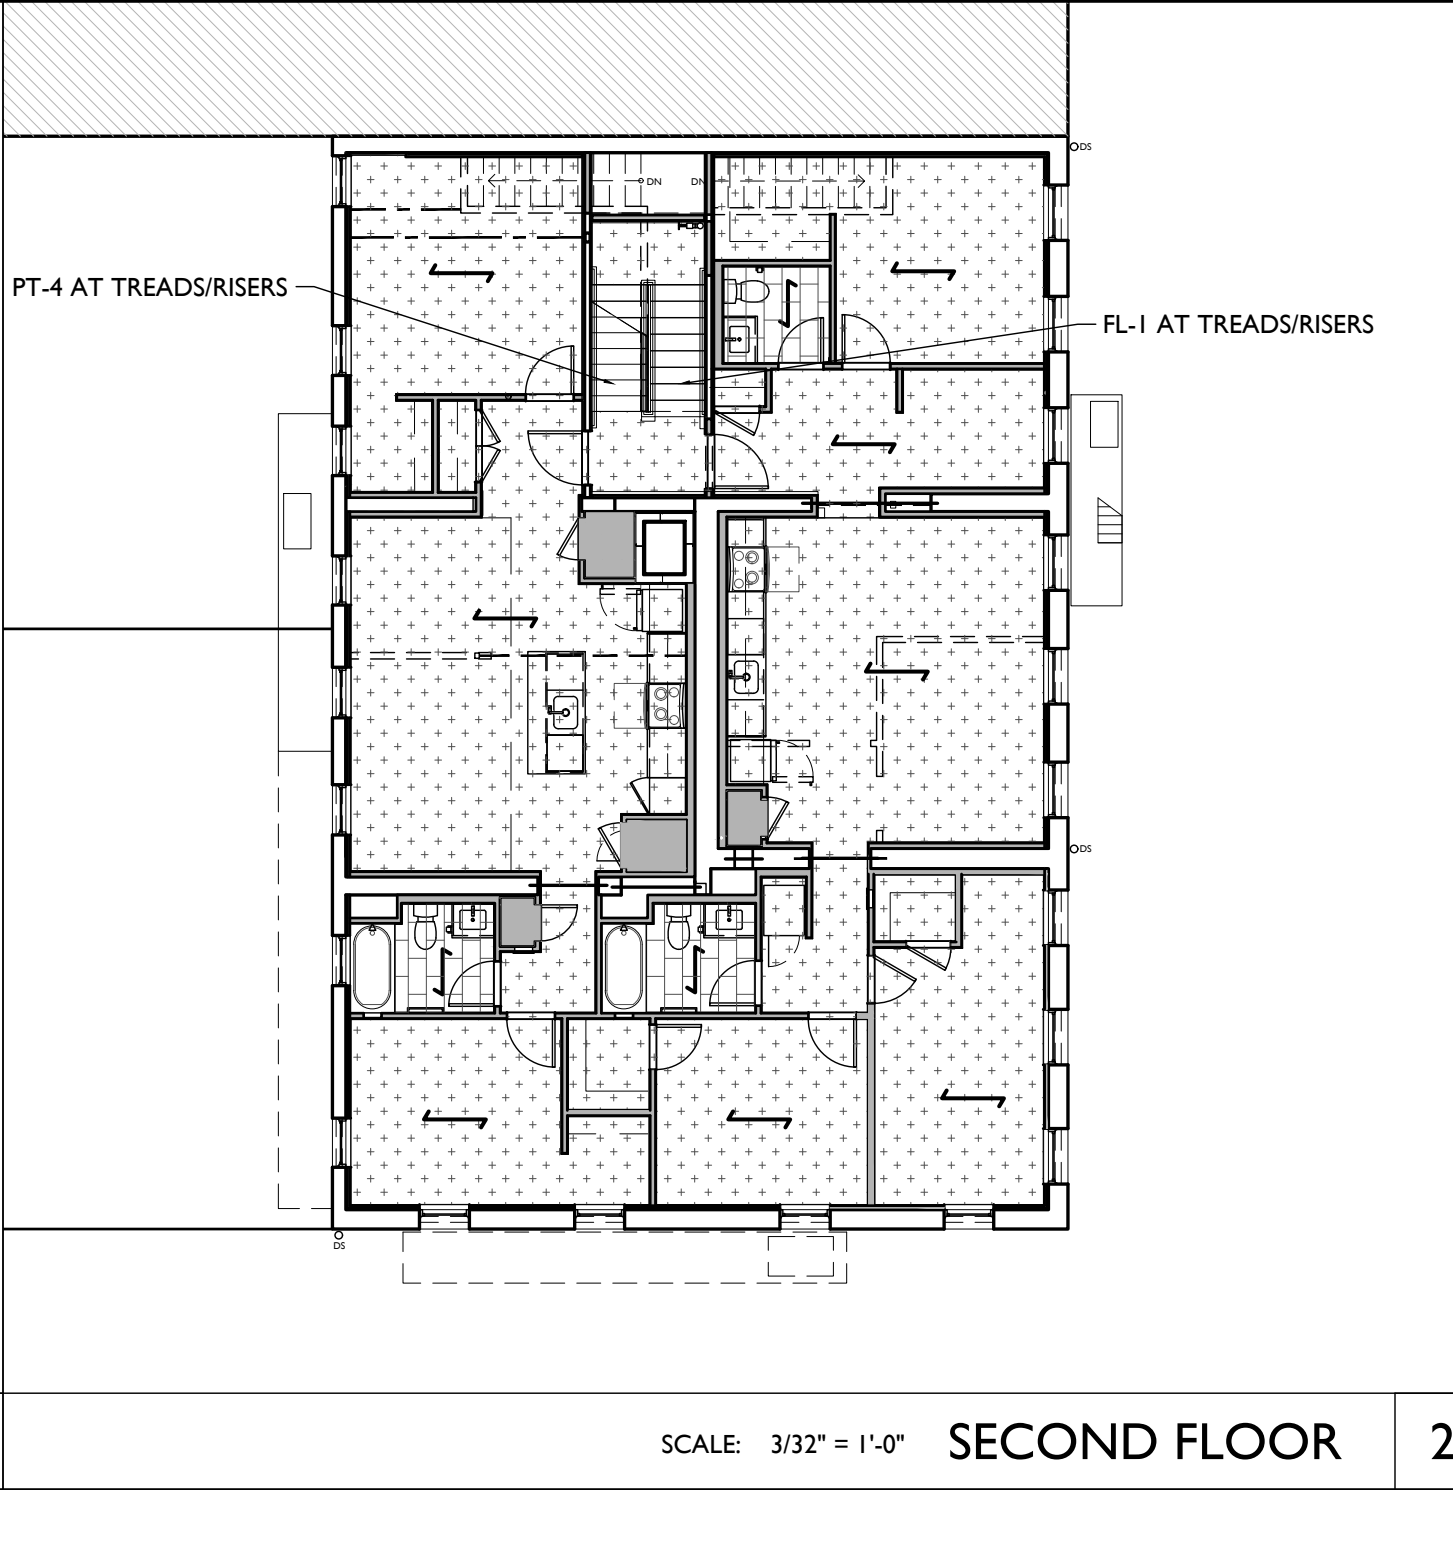 DS
DN DN
PT-4 AT TREADS/RISERS
FL-1 AT TREADS/RISERS
DS
DS
SCALE: 3/32" = 1'-0" SECOND FLOOR 2